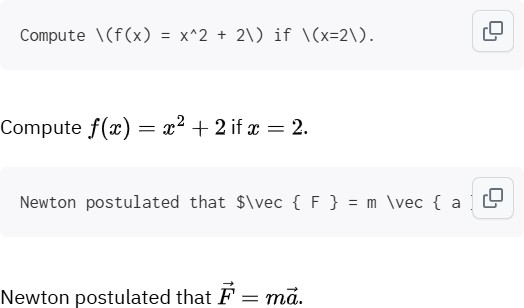 Compute \(f(x) = x^2 + 2\) if \(x=2\).
Compute f(x) = x² + 2 if x = 2.
Newton postulated that $\vec { F } = m \vec { a
Newton postulated that F⃗ = ma⃗.